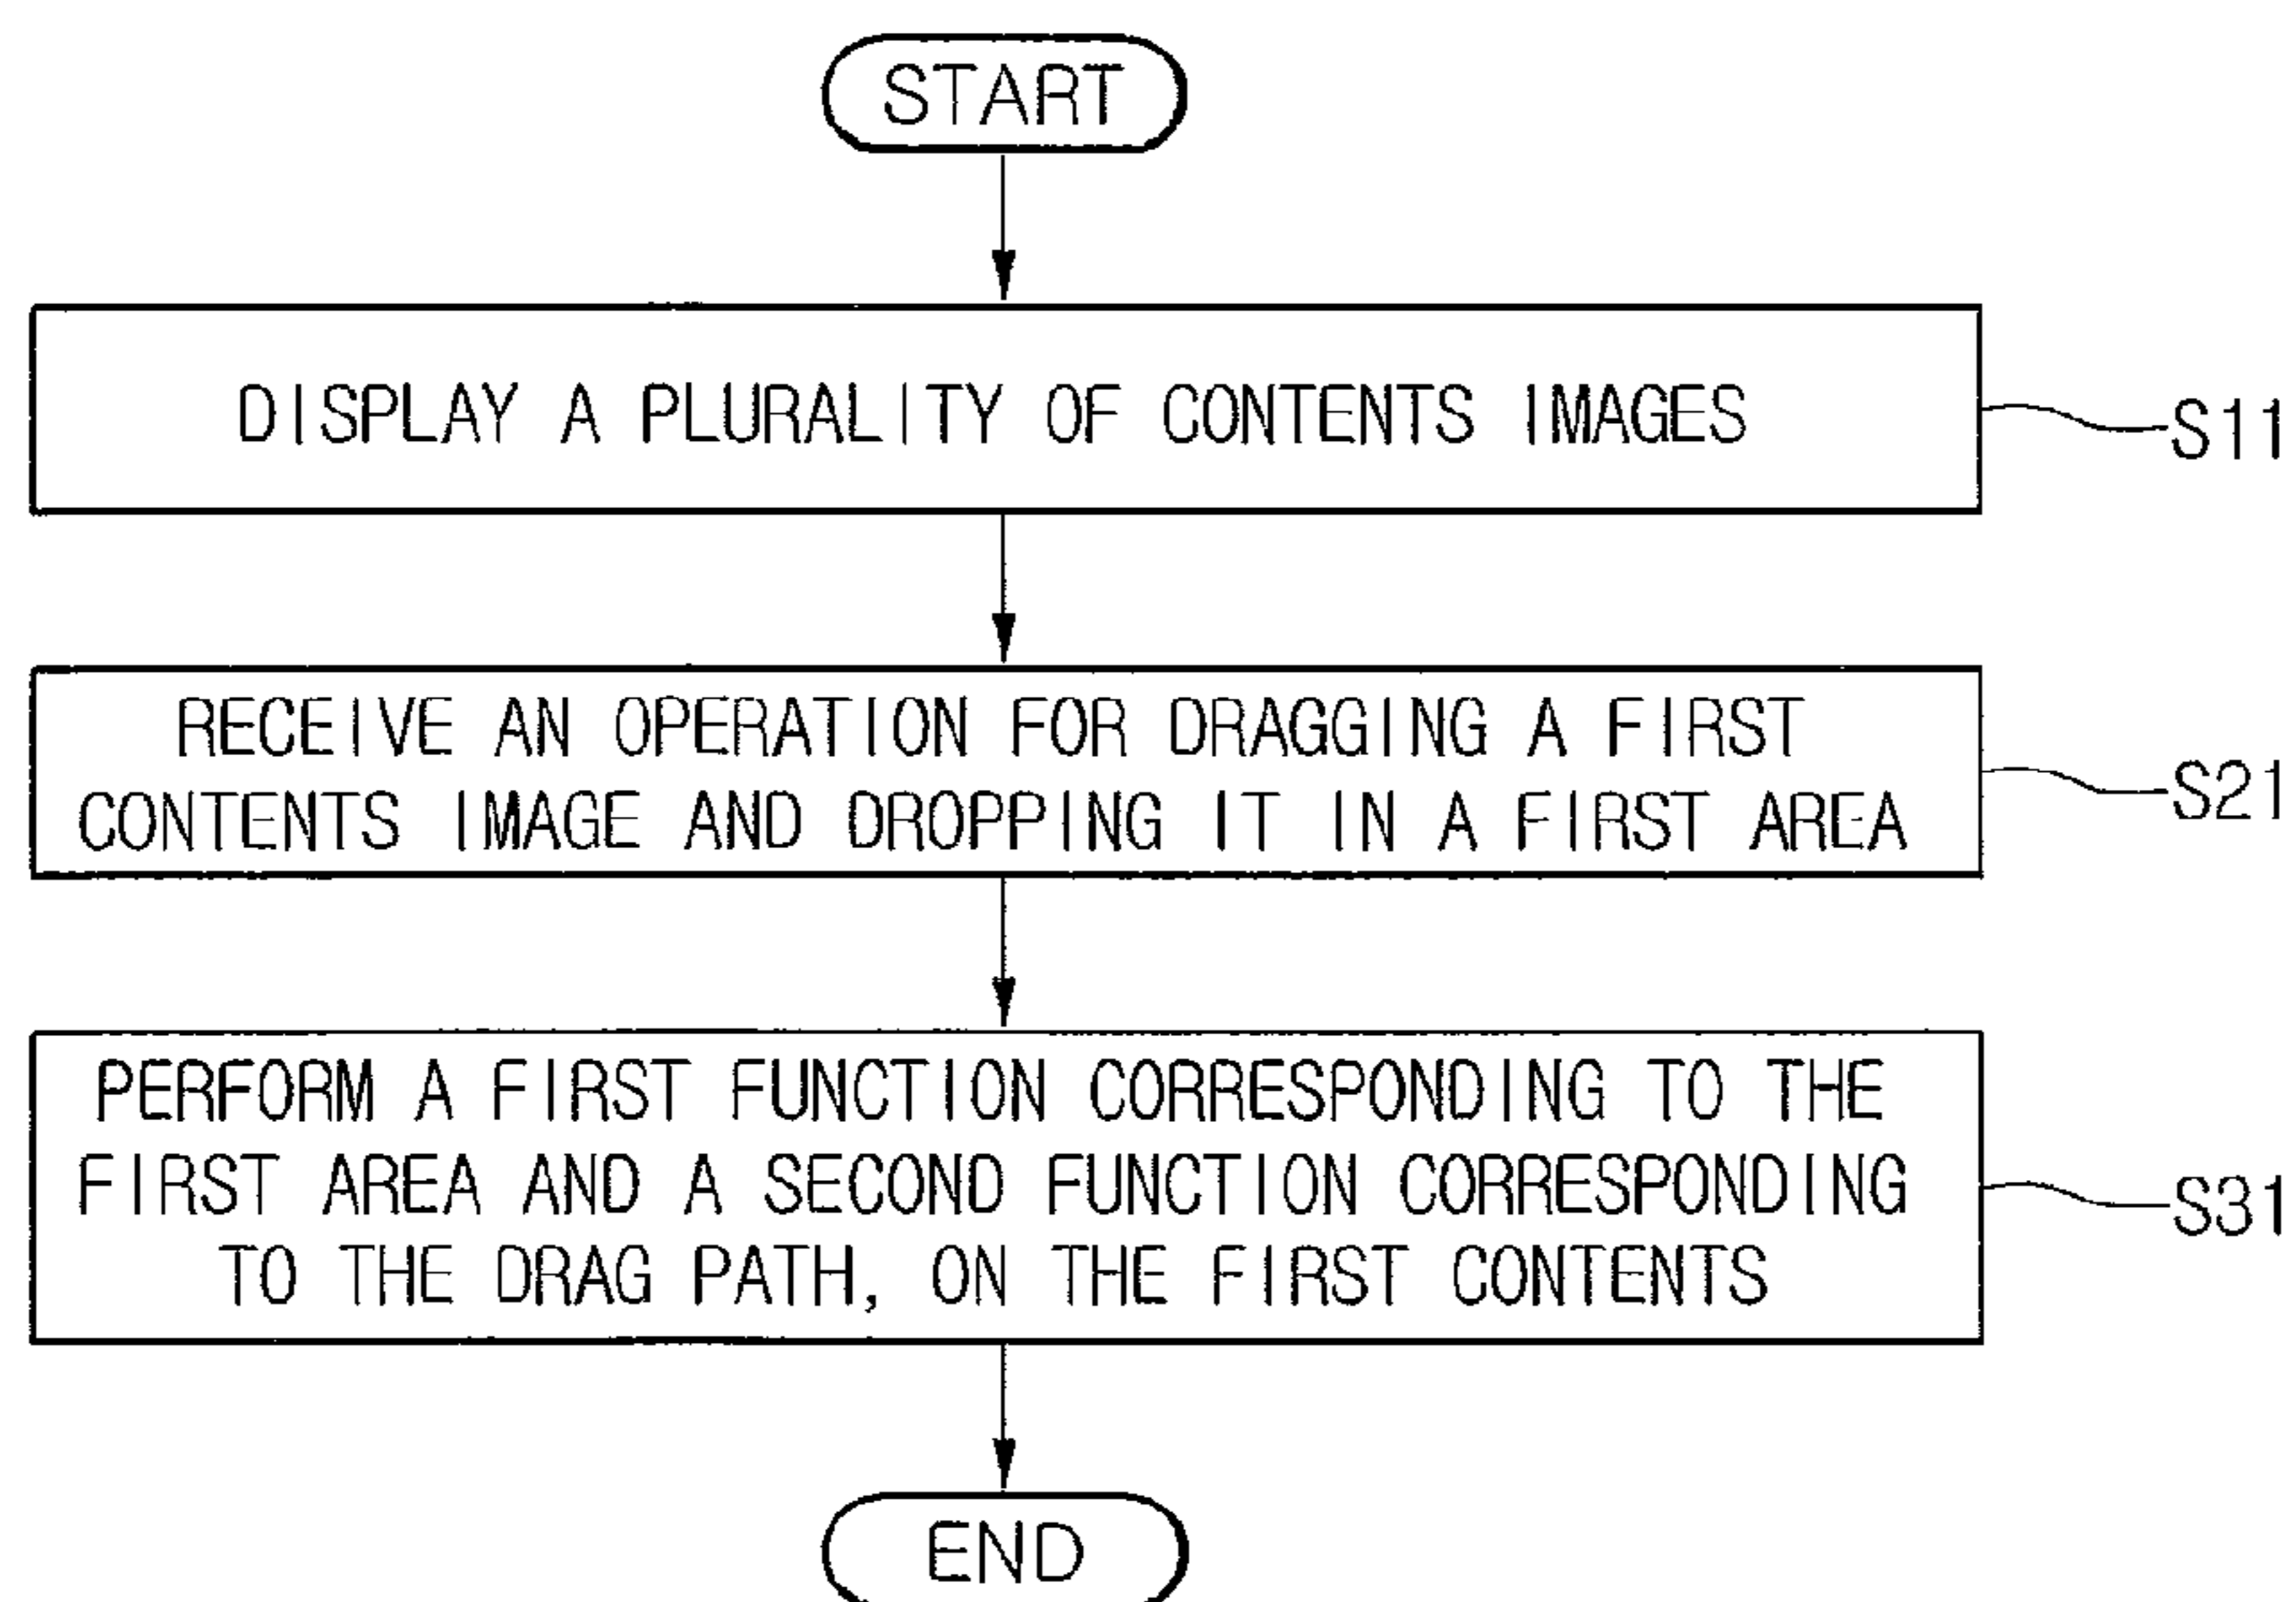 START
DISPLAY A PLURALITY OF CONTENTS IMAGES
S11
RECEIVE AN OPERATION FOR DRAGGING A FIRST
CONTENTS IMAGE AND DROPPING IT IN A FIRST AREA
S21
PERFORM A FIRST FUNCTION CORRESPONDING TO THE
FIRST AREA AND A SECOND FUNCTION CORRESPONDING
TO THE DRAG PATH, ON THE FIRST CONTENTS
S31
END